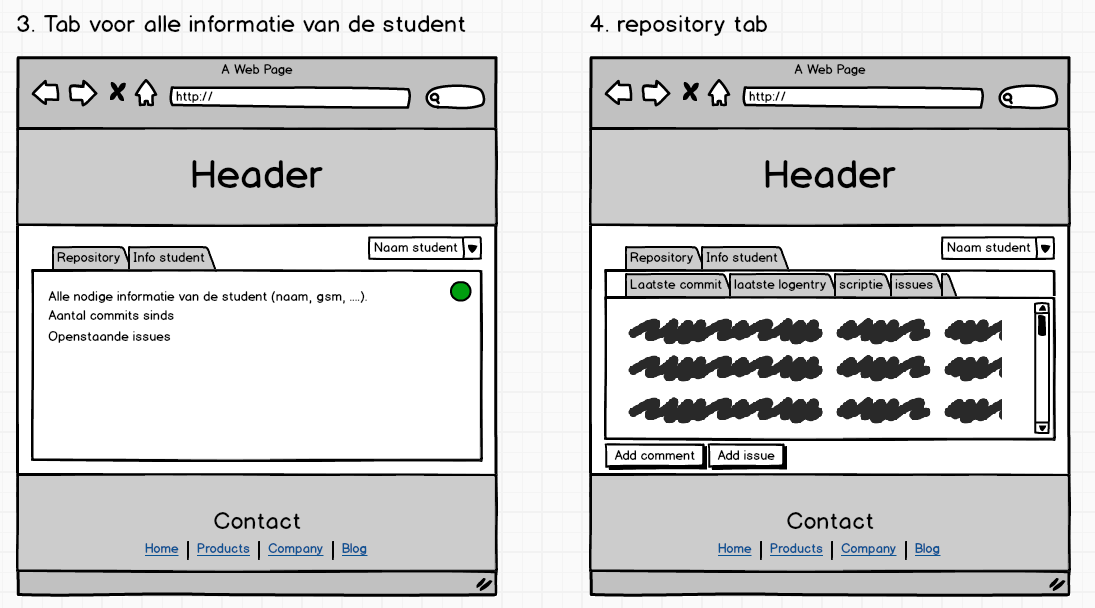 3. Tab voor alle informatie van de student
A Web Page
http://
Header
Naam student
Repository Info student
Alle nodige informatie van de student (naam, gsm, ....).
Aantal commits sinds
Openstaande issues
Contact
Home Products Company Blog
4. repository tab
A Web Page
http://
Header
Naam student
Repository Info student
Laatste commit laatste logentry scriptie issues
Add comment Add issue
Contact
Home Products Company Blog